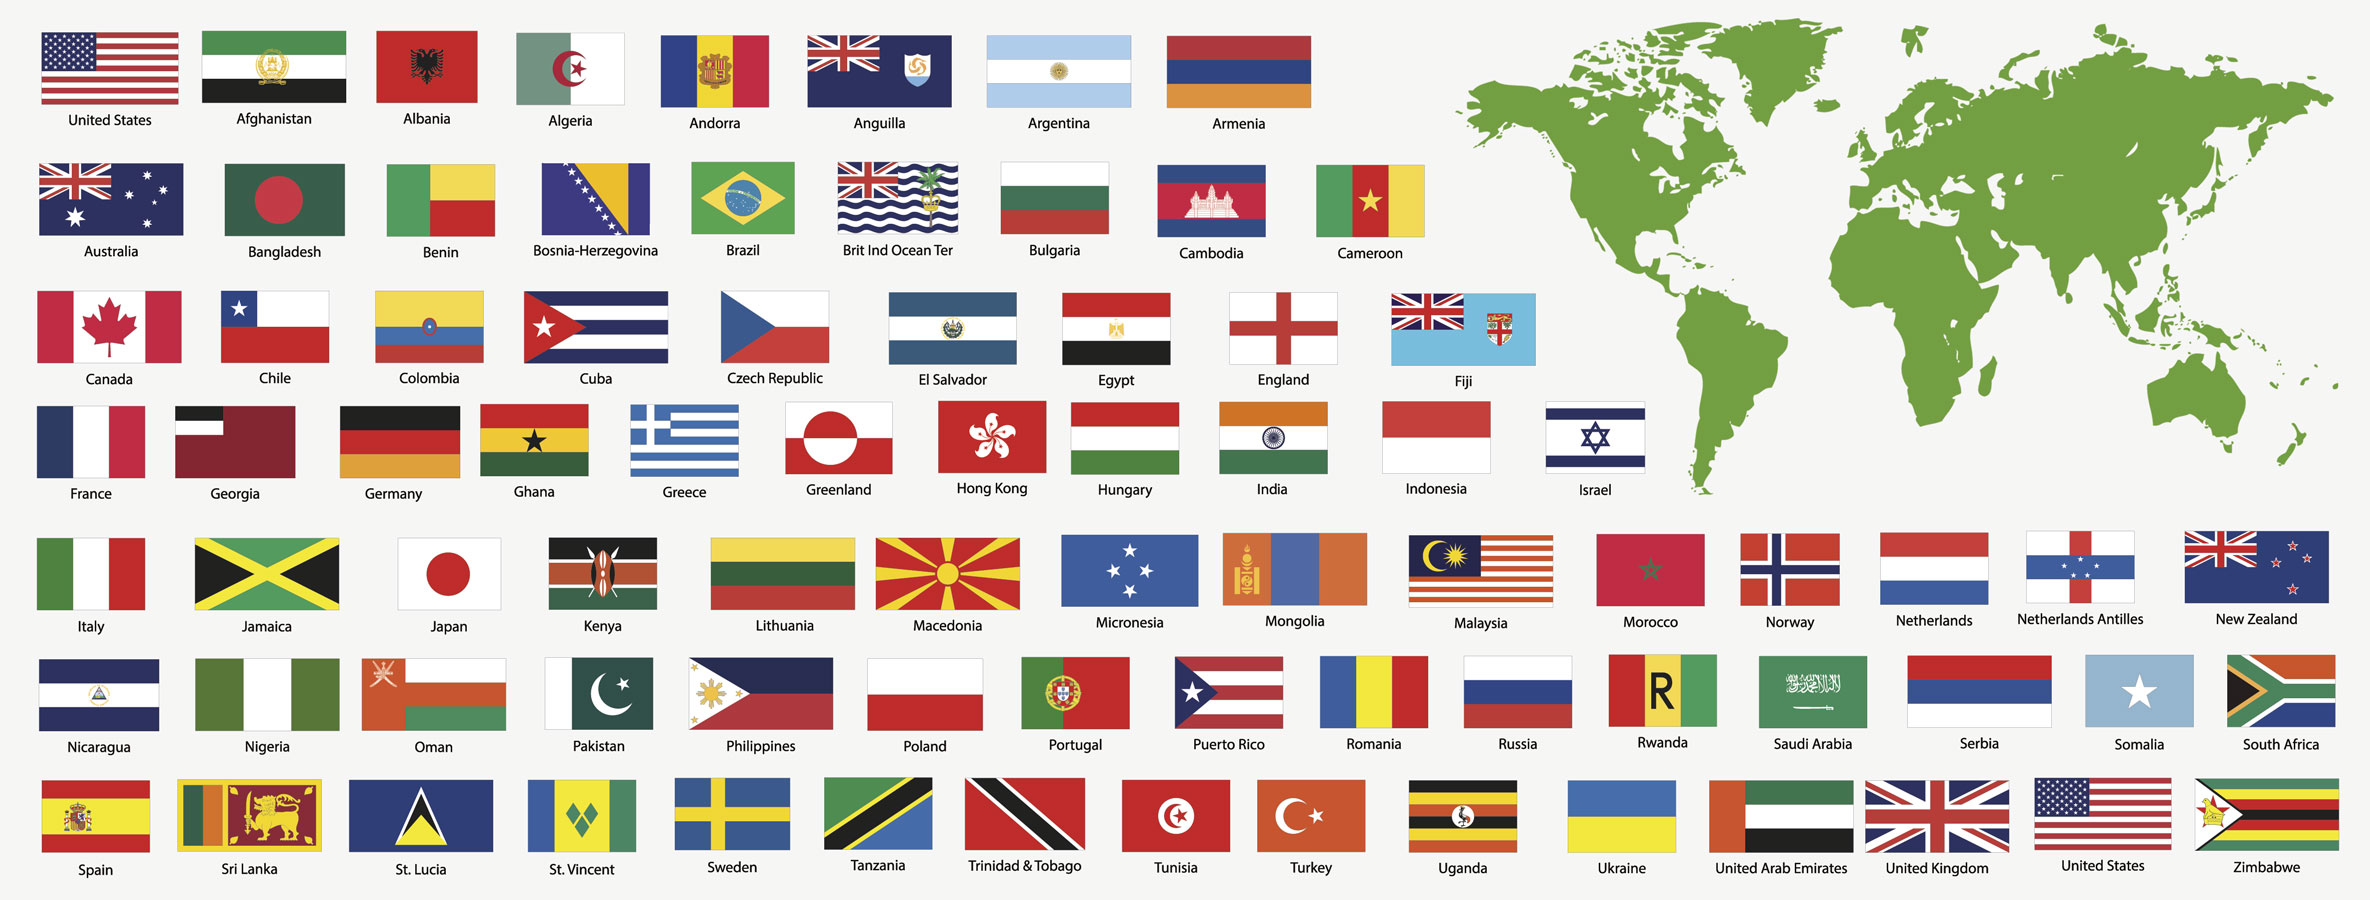 United States
Afghanistan
Albania
Algeria
Andorra
Anguilla
Argentina
Armenia
Australia
Bangladesh
Benin
Bosnia-Herzegovina
Brazil
Brit Ind Ocean Ter
Bulgaria
Cambodia
Cameroon
Canada
Chile
Colombia
Cuba
Czech Republic
El Salvador
Egypt
England
Fiji
France
Georgia
Germany
Ghana
Greece
Greenland
Hong Kong
Hungary
India
Indonesia
Israel
Italy
Jamaica
Japan
Kenya
Lithuania
Macedonia
Micronesia
Mongolia
Malaysia
Morocco
Norway
Netherlands
Netherlands Antilles
New Zealand
R
Nicaragua
Nigeria
Oman
Pakistan
Philippines
Poland
Portugal
Puerto Rico
Romania
Russia
Rwanda
Saudi Arabia
Serbia
Somalia
South Africa
Spain
Sri Lanka
St. Lucia
St. Vincent
Sweden
Tanzania
Trinidad & Tobago
Tunisia
Turkey
Uganda
Ukraine
United Arab Emirates
United Kingdom
United States
Zimbabwe